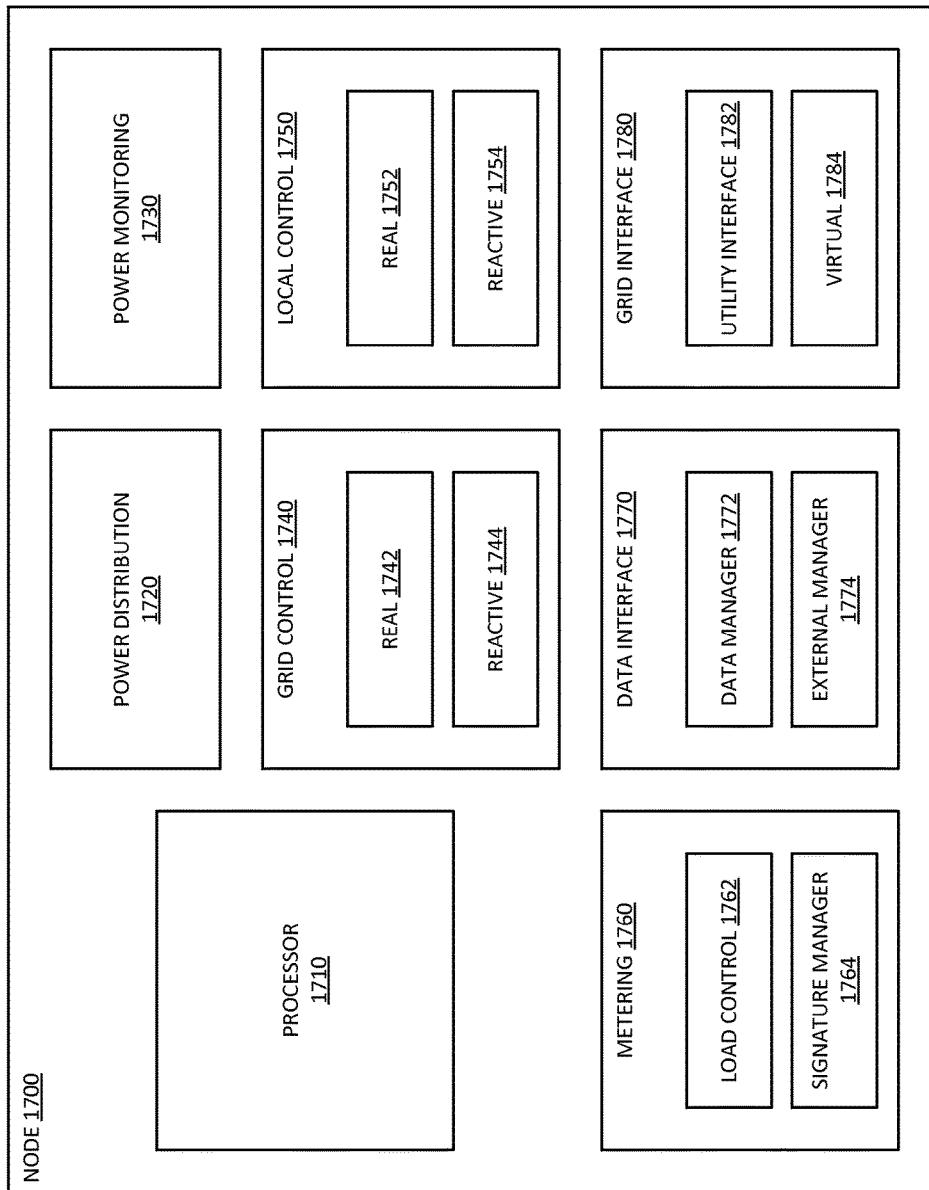 NODE 1700
PROCESSOR
1710
POWER DISTRIBUTION
1720
POWER MONITORING
1730
GRID CONTROL 1740
REAL 1742
REACTIVE 1744
LOCAL CONTROL 1750
REAL 1752
REACTIVE 1754
METERING 1760
LOAD CONTROL 1762
SIGNATURE MANAGER
1764
DATA INTERFACE 1770
DATA MANAGER 1772
EXTERNAL MANAGER
1774
GRID INTERFACE 1780
UTILITY INTERFACE 1782
VIRTUAL 1784